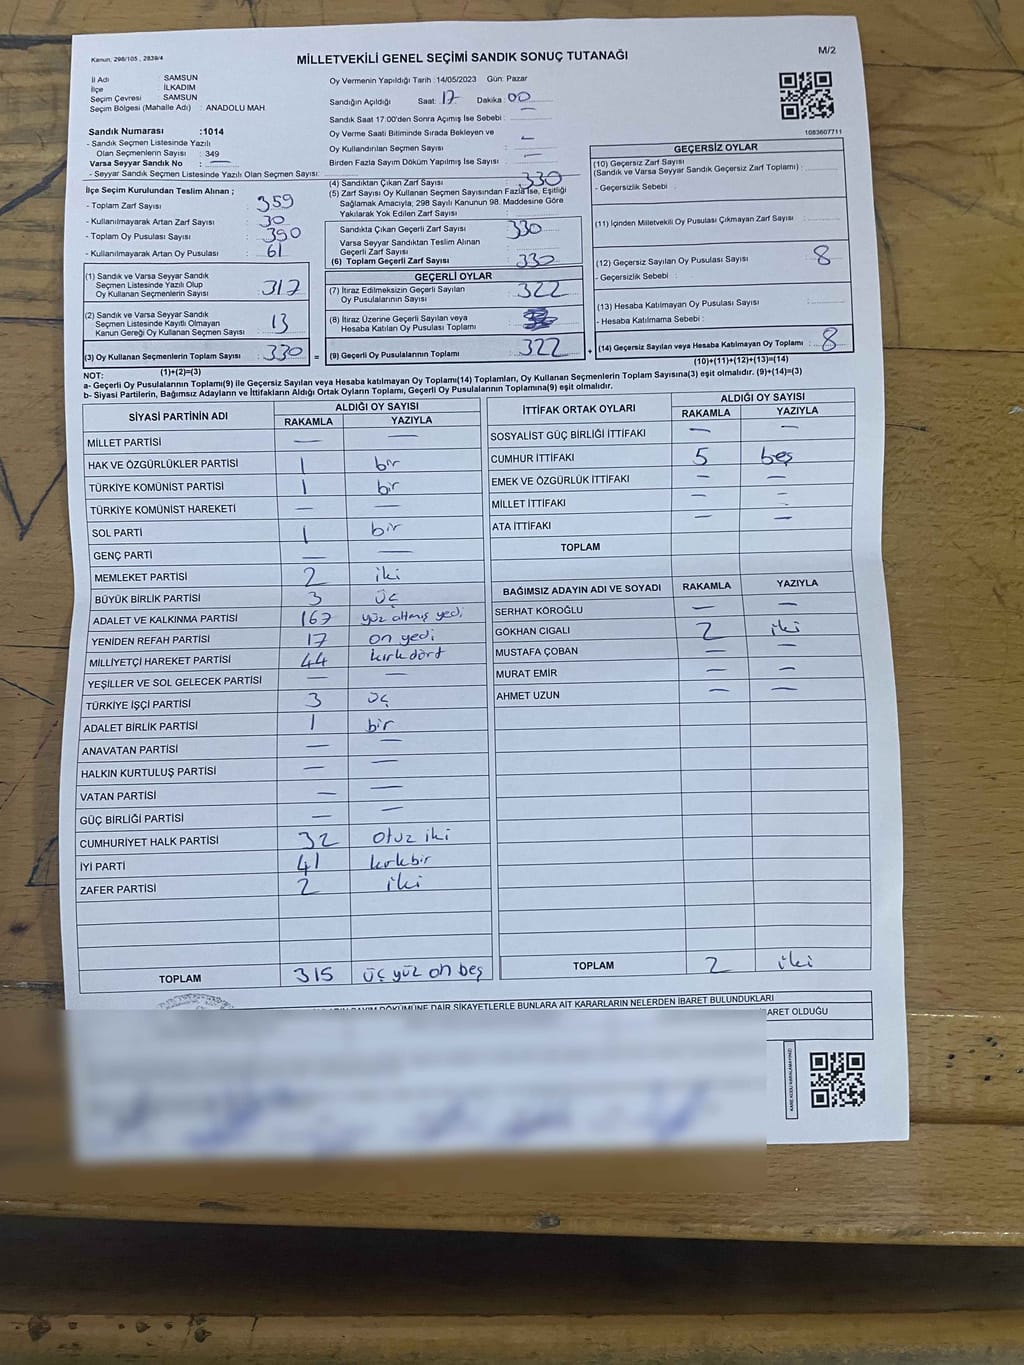 Kanun, 298/105 , 2839/4
MİLLETVEKİLİ GENEL SEÇİMİ SANDIK SONUÇ TUTANAĞI
M/2
İl Adı SAMSUN
İlçe İLKADIM
Seçim Çevresi SAMSUN
Seçim Bölgesi (Mahalle Adı) : ANADOLU MAH.
Sandık Numarası :1014
- Sandık Seçmen Listesinde Yazılı
Olan Seçmenlerin Sayısı : 349
Varsa Seyyar Sandık No : —
- Seyyar Sandık Seçmen Listesinde Yazılı Olan Seçmen Sayısı:
İlçe Seçim Kurulundan Teslim Alınan ;
- Toplam Zarf Sayısı : 359
- Kullanılmayarak Artan Zarf Sayısı : 30
- Toplam Oy Pusulası Sayısı : 390
- Kullanılmayarak Artan Oy Pusulası : 61
(1) Sandık ve Varsa Seyyar Sandık
Seçmen Listesinde Yazılı Olup
Oy Kullanan Seçmenlerin Sayısı : 317
(2) Sandık ve Varsa Seyyar Sandık
Seçmen Listesinde Kayıtlı Olmayan
Kanun Gereği Oy Kullanan Seçmen Sayısı : 13
(3) Oy Kullanan Seçmenlerin Toplam Sayısı : 330 =
(1)+(2)=(3)
Oy Vermenin Yapıldığı Tarih :14/05/2023 Gün: Pazar
Sandığın Açıldığı Saat: 17 Dakika: 00
Sandık Saat 17:00'den Sonra Açımış İse Sebebi : —
Oy Verme Saati Bitiminde Sırada Bekleyen ve
Oy Kullandırılan Seçmen Sayısı : —
Birden Fazla Sayım Döküm Yapılmış İse Sayısı : —
(4) Sandıktan Çıkan Zarf Sayısı : 330
(5) Zarf Sayısı Oy Kullanan Seçmen Sayısından Fazla İse, Eşitliği
Sağlamak Amacıyla, 298 Sayılı Kanunun 98. Maddesine Göre
Yakılarak Yok Edilen Zarf Sayısı :
Sandıkta Çıkan Geçerli Zarf Sayısı : 330
Varsa Seyyar Sandıktan Teslim Alınan
Geçerli Zarf Sayısı :
(6) Toplam Geçerli Zarf Sayısı : 330
GEÇERLİ OYLAR
(7) İtiraz Edilmeksizin Geçerli Sayılan
Oy Pusulalarının Sayısı : 322
(8) İtiraz Üzerine Geçerli Sayılan veya
Hesaba Katılan Oy Pusulası Toplamı :
(9) Geçerli Oy Pusulalarının Toplamı : 322 +
1083607711
GEÇERSİZ OYLAR
(10) Geçersiz Zarf Sayısı
(Sandık ve Varsa Seyyar Sandık Geçersiz Zarf Toplamı) :
- Geçersizlik Sebebi :
(11) İçinden Milletvekili Oy Pusulası Çıkmayan Zarf Sayısı :
(12) Geçersiz Sayılan Oy Pusulası Sayısı : 8
- Geçersizlik Sebebi :
(13) Hesaba Katılmayan Oy Pusulası Sayısı :
- Hesaba Katılmama Sebebi :
(14) Geçersiz Sayılan veya Hesaba Katılmayan Oy Toplamı : 8
(10)+(11)+(12)+(13)=(14)
NOT:
a- Geçerli Oy Pusulalarının Toplamı(9) ile Geçersiz Sayılan veya Hesaba katılmayan Oy Toplamı(14) Toplamları, Oy Kullanan Seçmenlerin Toplam Sayısına(3) eşit olmalıdır. (9)+(14)=(3)
b- Siyasi Partilerin, Bağımsız Adayların ve İttifakların Aldığı Ortak Oyların Toplamı, Geçerli Oy Pusulalarının Toplamına(9) eşit olmalıdır.
SİYASİ PARTİNİN ADI ALDIĞI OY SAYISI
RAKAMLA YAZIYLA
MİLLET PARTİSİ — —
HAK VE ÖZGÜRLÜKLER PARTİSİ 1 bir
TÜRKİYE KOMÜNİST PARTİSİ 1 bir
TÜRKİYE KOMÜNİST HAREKETİ — —
SOL PARTİ 1 bir
GENÇ PARTİ — —
MEMLEKET PARTİSİ 2 iki
BÜYÜK BİRLİK PARTİSİ 3 üç
ADALET VE KALKINMA PARTİSİ 167 yüz altmış yedi
YENİDEN REFAH PARTİSİ 17 on yedi
MİLLİYETÇİ HAREKET PARTİSİ 44 kırkdört
YEŞİLLER VE SOL GELECEK PARTİSİ — —
TÜRKİYE İŞÇİ PARTİSİ 3 üç
ADALET BİRLİK PARTİSİ 1 bir
ANAVATAN PARTİSİ — —
HALKIN KURTULUŞ PARTİSİ — —
VATAN PARTİSİ — —
GÜÇ BİRLİĞİ PARTİSİ — —
CUMHURİYET HALK PARTİSİ 32 otuz iki
İYİ PARTİ 41 kırkbir
ZAFER PARTİSİ 2 iki
TOPLAM 315 üç yüz on beş
İTTİFAK ORTAK OYLARI ALDIĞI OY SAYISI
RAKAMLA YAZIYLA
SOSYALİST GÜÇ BİRLİĞİ İTTİFAKI — —
CUMHUR İTTİFAKI 5 beş
EMEK VE ÖZGÜRLÜK İTTİFAKI — —
MİLLET İTTİFAKI — —
ATA İTTİFAKI — —
TOPLAM
BAĞIMSIZ ADAYIN ADI VE SOYADI RAKAMLA YAZIYLA
SERHAT KÖROĞLU — —
GÖKHAN CIGALI 2 iki
MUSTAFA ÇOBAN — —
MURAT EMİR — —
AHMET UZUN — —
TOPLAM 2 iki
DÖKÜMÜNE DAİR ŞİKAYETLERLE BUNLARA AİT KARARLARIN NELERDEN İBARET BULUNDUKLARI
BARET OLDUĞU